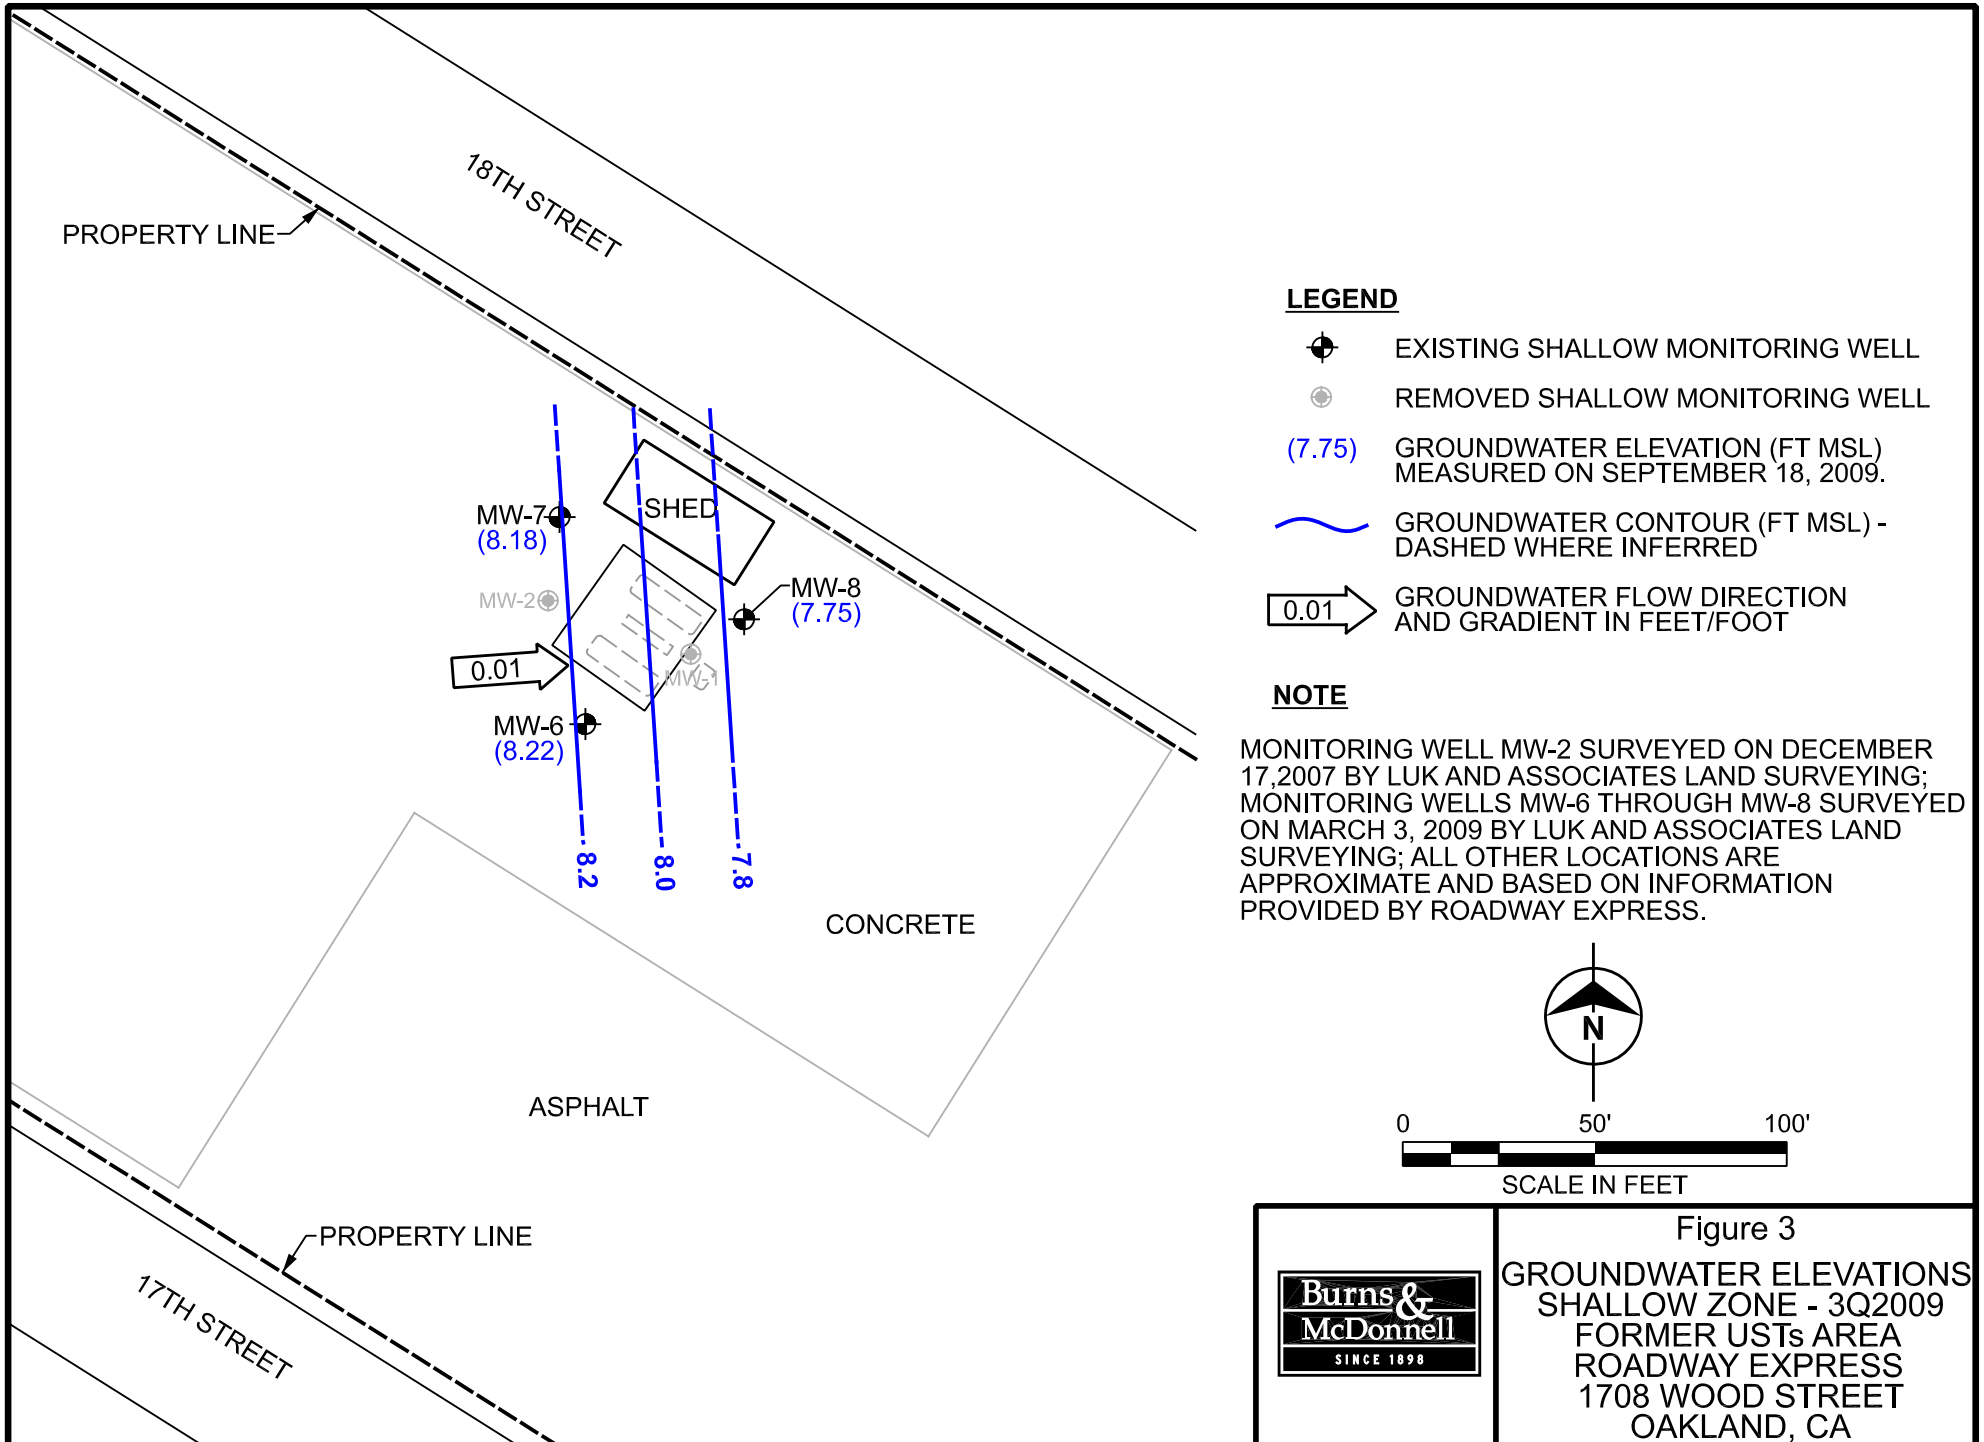 18TH STREET
PROPERTY LINE
LEGEND
EXISTING SHALLOW MONITORING WELL
REMOVED SHALLOW MONITORING WELL
(7.75) GROUNDWATER ELEVATION (FT MSL)
MEASURED ON SEPTEMBER 18, 2009.
GROUNDWATER CONTOUR (FT MSL) -
DASHED WHERE INFERRED
0.01 GROUNDWATER FLOW DIRECTION
AND GRADIENT IN FEET/FOOT
SHED
MW-7
(8.18)
MW-2
MW-8
(7.75)
0.01
MW-1
MW-6
(8.22)
8.2
8.0
7.8
CONCRETE
ASPHALT
PROPERTY LINE
17TH STREET
NOTE
MONITORING WELL MW-2 SURVEYED ON DECEMBER
17,2007 BY LUK AND ASSOCIATES LAND SURVEYING;
MONITORING WELLS MW-6 THROUGH MW-8 SURVEYED
ON MARCH 3, 2009 BY LUK AND ASSOCIATES LAND
SURVEYING; ALL OTHER LOCATIONS ARE
APPROXIMATE AND BASED ON INFORMATION
PROVIDED BY ROADWAY EXPRESS.
N
0 50' 100'
SCALE IN FEET
Burns &
McDonnell
SINCE 1898
Figure 3
GROUNDWATER ELEVATIONS
SHALLOW ZONE - 3Q2009
FORMER USTs AREA
ROADWAY EXPRESS
1708 WOOD STREET
OAKLAND, CA